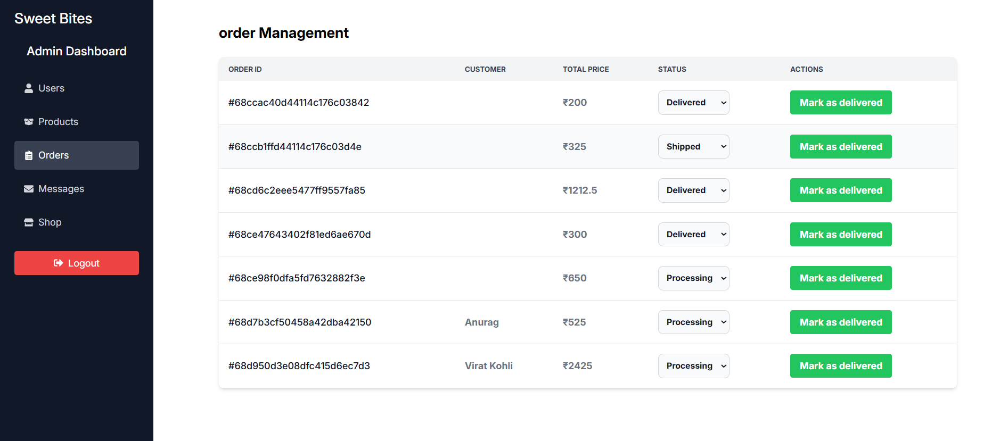 Sweet Bites
Admin Dashboard
Users
Products
Orders
Messages
Shop
Logout
order Management
ORDER ID CUSTOMER TOTAL PRICE STATUS ACTIONS
#68ccac40d44114c176c03842 ₹200 Delivered Mark as delivered
#68ccb1ffd44114c176c03d4e ₹325 Shipped Mark as delivered
#68cd6c2eee5477ff9557fa85 ₹1212.5 Delivered Mark as delivered
#68ce47643402f81ed6ae670d ₹300 Delivered Mark as delivered
#68ce98f0dfa5fd7632882f3e ₹650 Processing Mark as delivered
#68d7b3cf50458a42dba42150 Anurag ₹525 Processing Mark as delivered
#68d950d3e08dfc415d6ec7d3 Virat Kohli ₹2425 Processing Mark as delivered